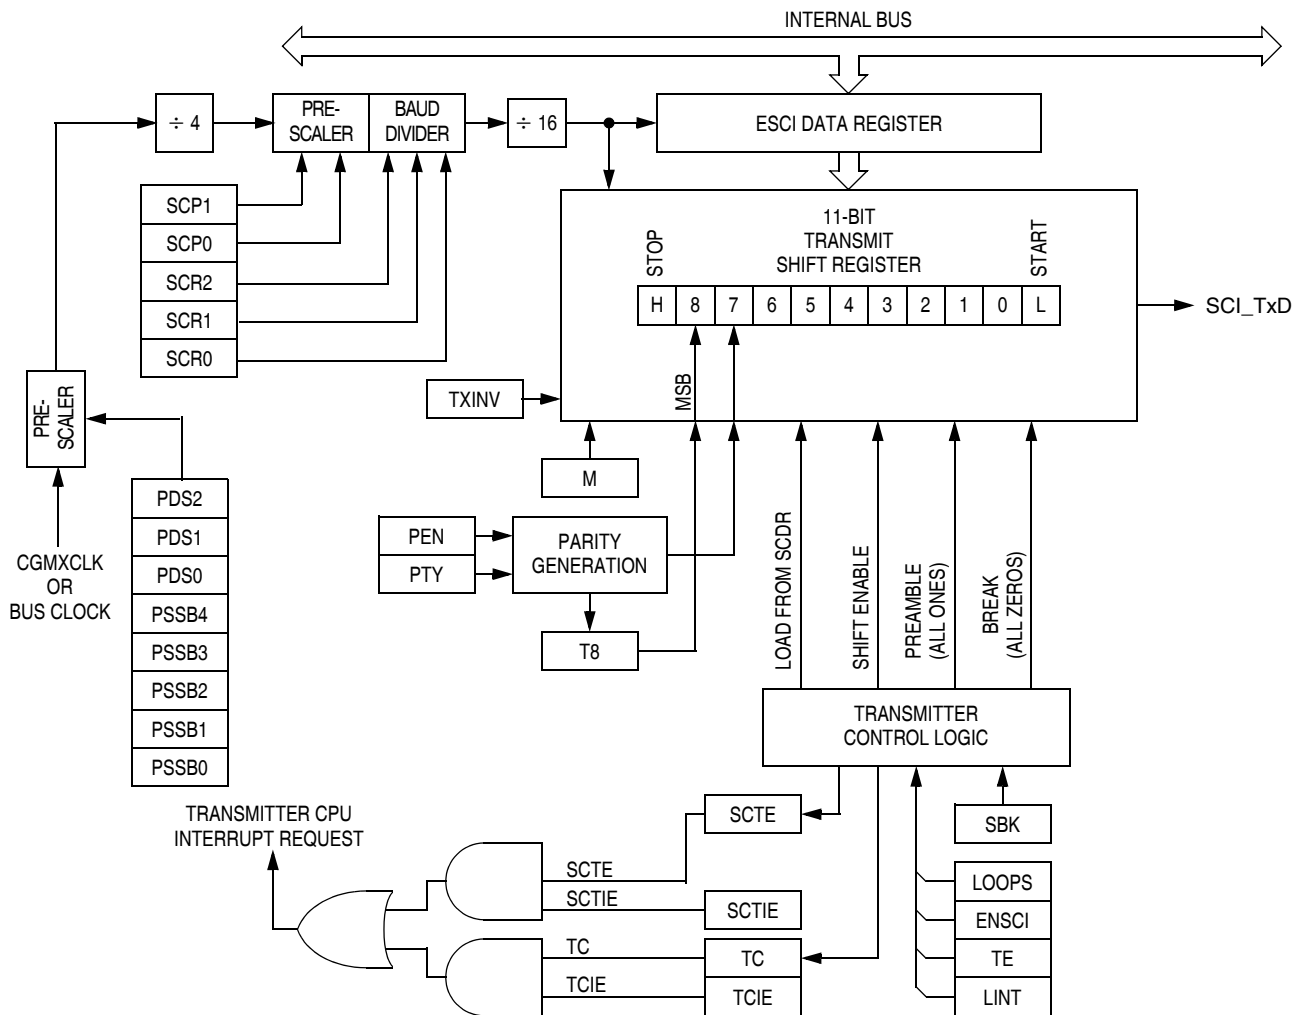 INTERNAL BUS
÷ 4
PRE-
SCALER
BAUD
DIVIDER
÷ 16
ESCI DATA REGISTER
SCP1
SCP0
SCR2
SCR1
SCR0
11-BIT
TRANSMIT
SHIFT REGISTER
STOP
START
H 8 7 6 5 4 3 2 1 0 L
SCI_TxD
PRE-
SCALER
TXINV
MSB
M
CGMXCLK
OR
BUS CLOCK
PDS2
PDS1
PDS0
PSSB4
PSSB3
PSSB2
PSSB1
PSSB0
PEN
PTY
PARITY
GENERATION
T8
LOAD FROM SCDR
SHIFT ENABLE
PREAMBLE
(ALL ONES)
BREAK
(ALL ZEROS)
TRANSMITTER
CONTROL LOGIC
TRANSMITTER CPU
INTERRUPT REQUEST
SCTE
SBK
SCTE
SCTIE
SCTIE
TC
TC
TCIE
TCIE
LOOPS
ENSCI
TE
LINT